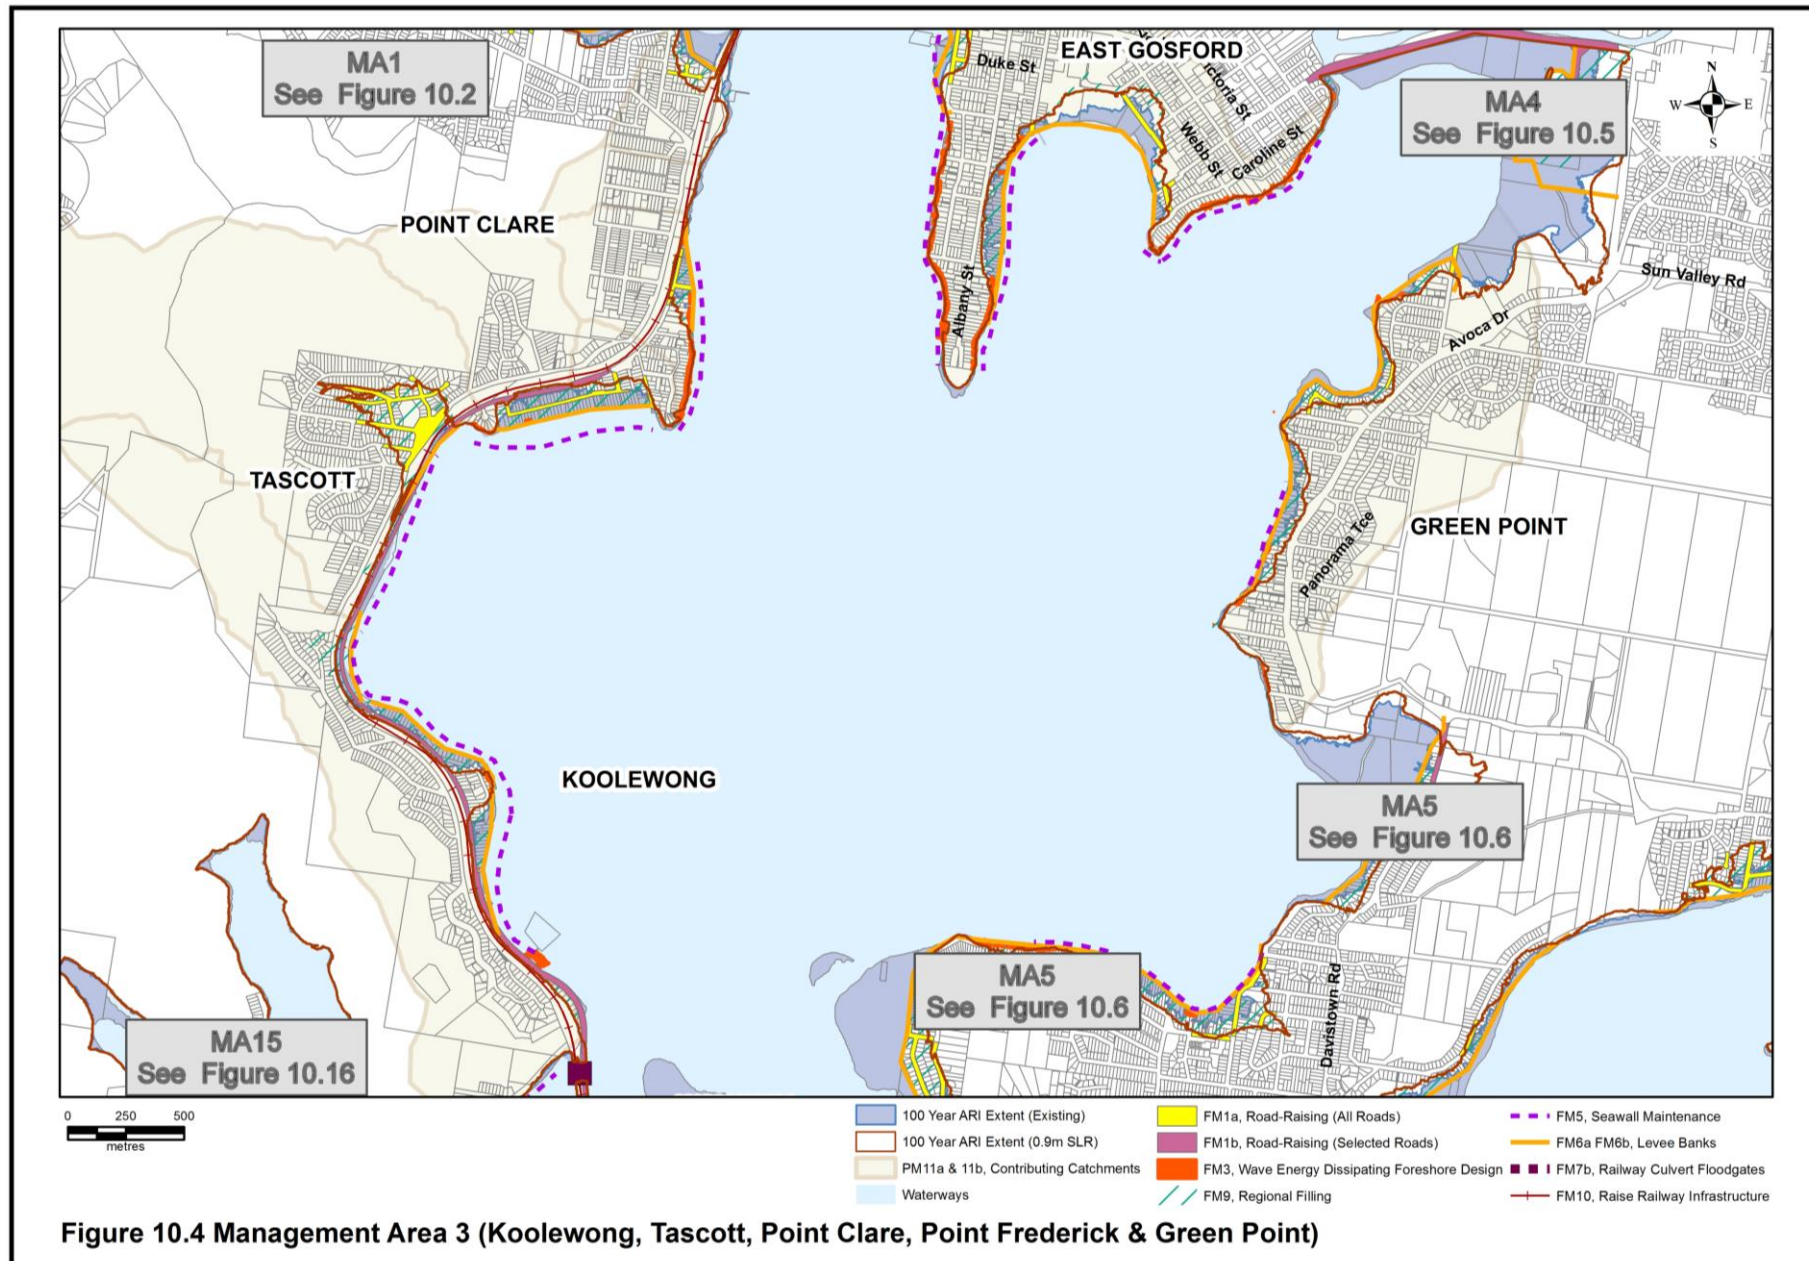 MA1
See Figure 10.2
EAST GOSFORD
Duke St
ictoria St
Webb St
Caroline St
MA4
See Figure 10.5
N
W
E
S
POINT CLARE
Albany St
Sun Valley Rd
Avoca Dr
TASCOTT
GREEN POINT
Panorama Tce
KOOLEWONG
MA5
See Figure 10.6
MA5
See Figure 10.6
Davistown Rd
MA15
See Figure 10.16
0 250 500
metres
100 Year ARI Extent (Existing)
100 Year ARI Extent (0.9m SLR)
PM11a & 11b, Contributing Catchments
Waterways
FM1a, Road-Raising (All Roads)
FM1b, Road-Raising (Selected Roads)
FM3, Wave Energy Dissipating Foreshore Design
FM9, Regional Filling
FM5, Seawall Maintenance
FM6a FM6b, Levee Banks
FM7b, Railway Culvert Floodgates
FM10, Raise Railway Infrastructure
Figure 10.4 Management Area 3 (Koolewong, Tascott, Point Clare, Point Frederick & Green Point)